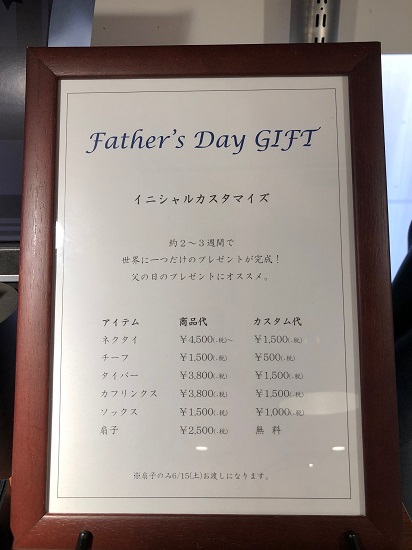 Father's Day GIFT
イニシャルカスタマイズ
約2〜3週間で
世界に一つだけのプレゼントが完成！
父の日のプレゼントにオススメ。
アイテム 商品代 カスタム代
ネクタイ ￥4,500(+税)〜 ￥1,500(+税)
チーフ ￥1,500(+税) ￥500(+税)
タイバー ￥3,800(+税) ￥1,500(+税)
カフリンクス ￥3,800(+税) ￥1,500(+税)
ソックス ￥1,500(+税) ￥1,000(+税)
扇子 ￥2,500(+税) 無 料
※扇子のみ6/15(土)お渡しになります。